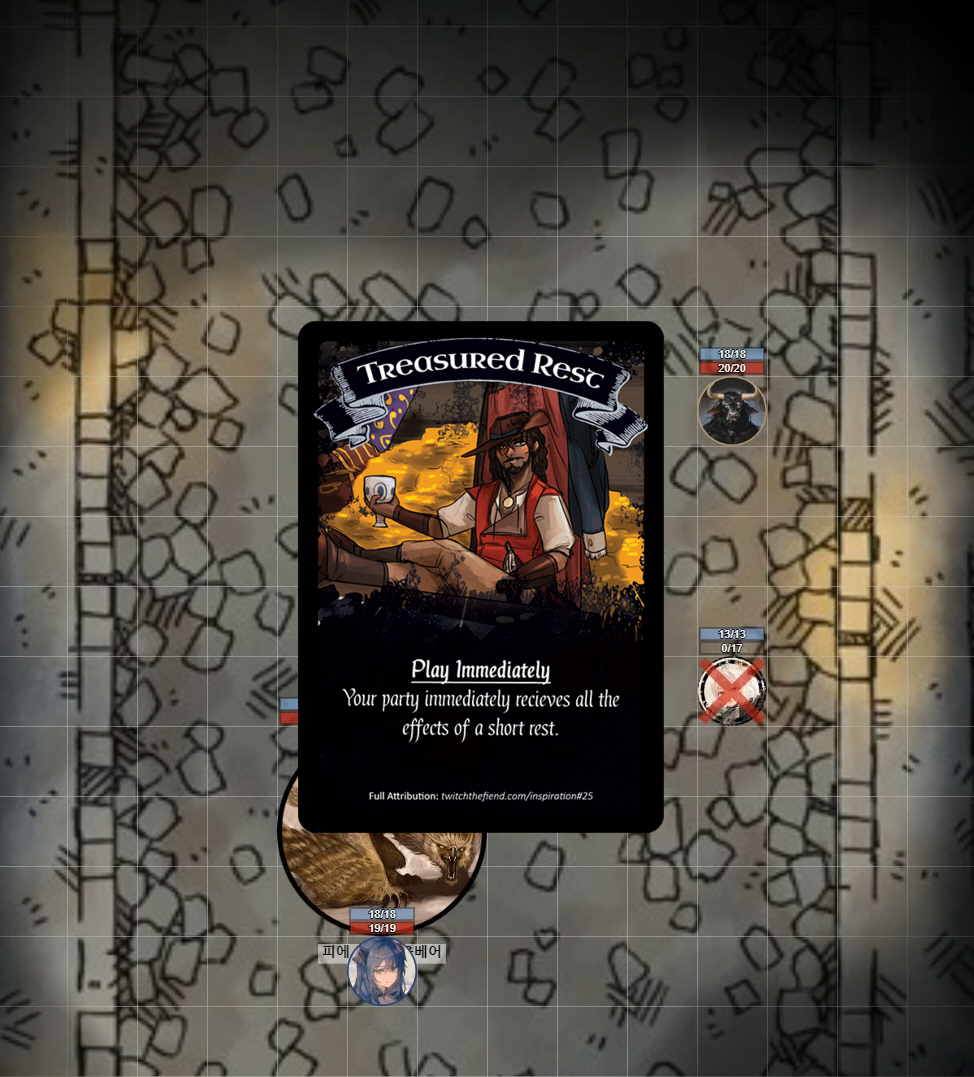 Treasured Rest
18/18
20/20
13/13
0/17
Play Immediately
Your party immediately recieves all the
effects of a short rest.
Full Attribution: twitchthefiend.com/inspiration#25
18/18
19/19
피에 베어